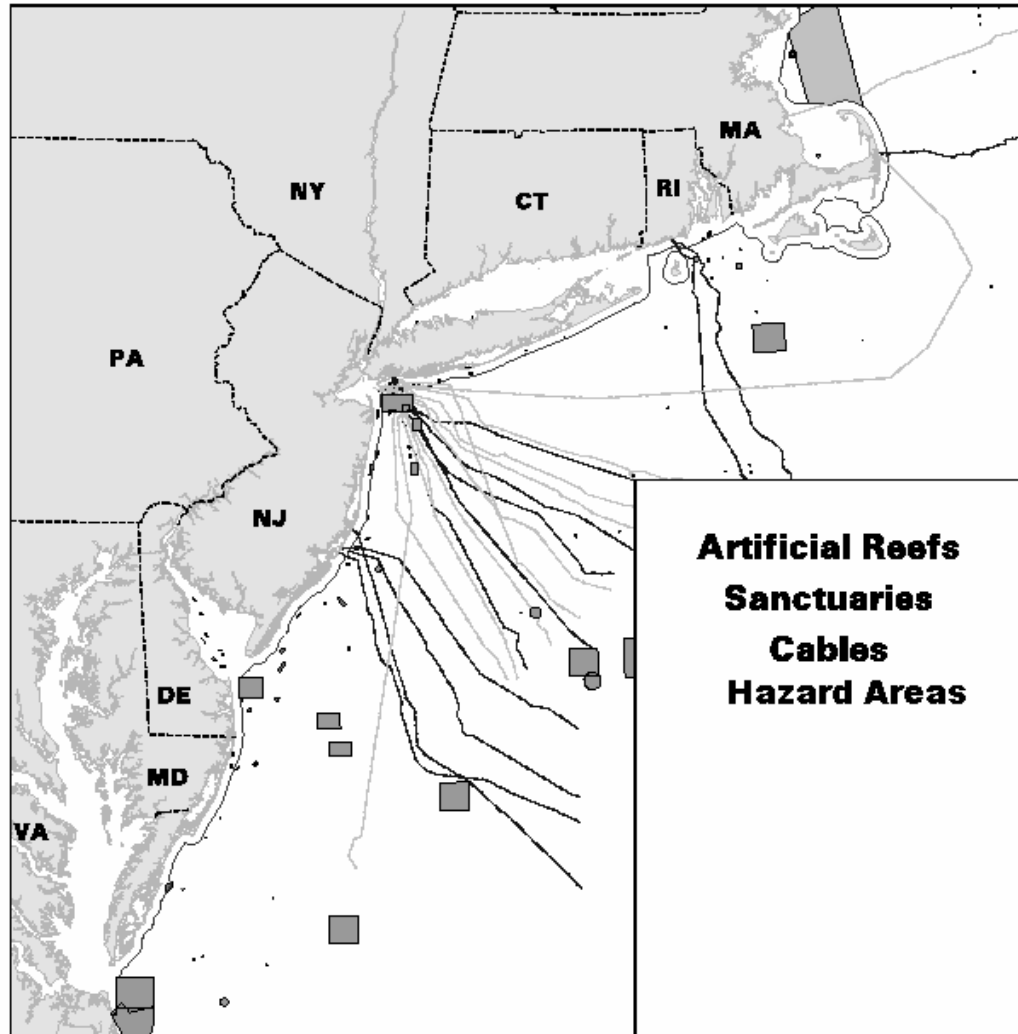 MA
NY
CT
RI
PA
NJ
DE
MD
VA
Artificial Reefs
Sanctuaries
Cables
Hazard Areas